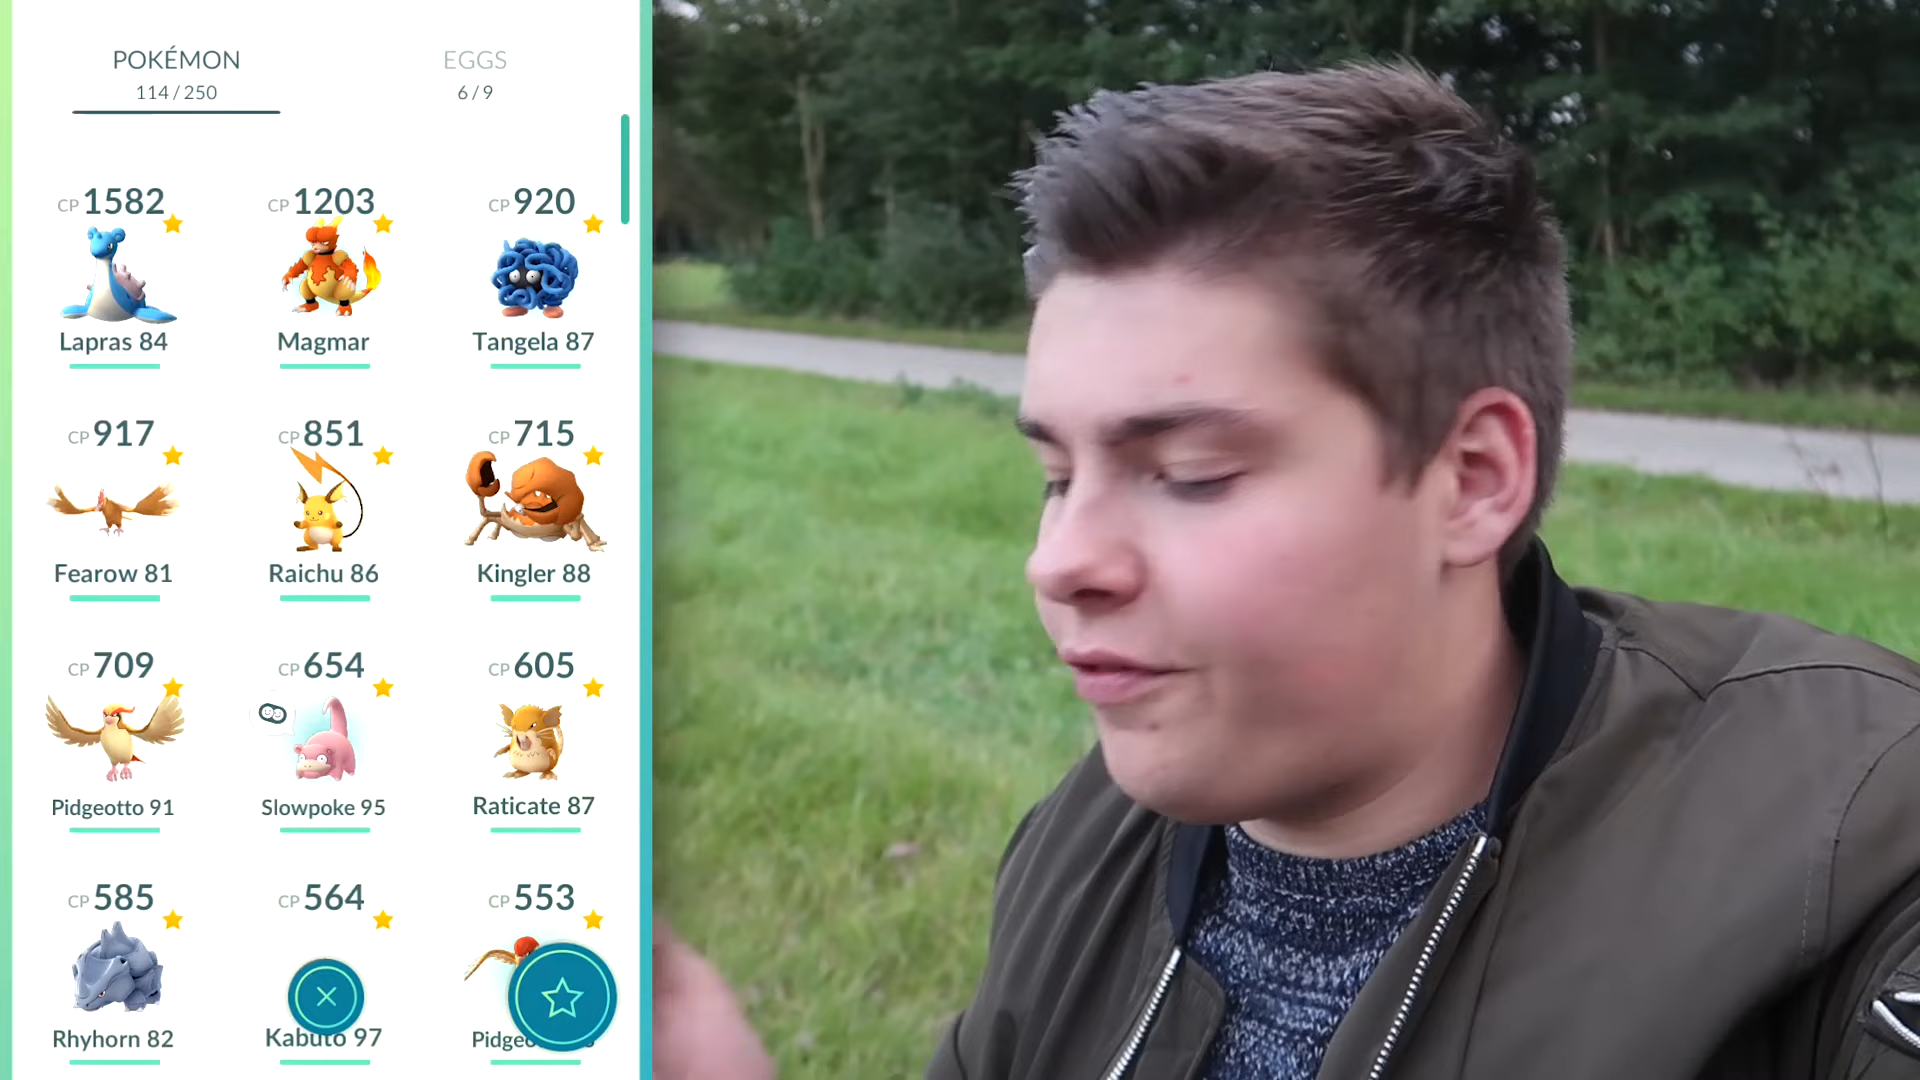 POKÉMON
114 / 250
EGGS
6 / 9
CP 1582
CP 1203
CP 920
Lapras 84
Magmar
Tangela 87
CP 917
CP 851
CP 715
Fearow 81
Raichu 86
Kingler 88
CP 709
CP 654
CP 605
Pidgeotto 91
Slowpoke 95
Raticate 87
CP 585
CP 564
CP 553
Rhyhorn 82
Kabuto 97